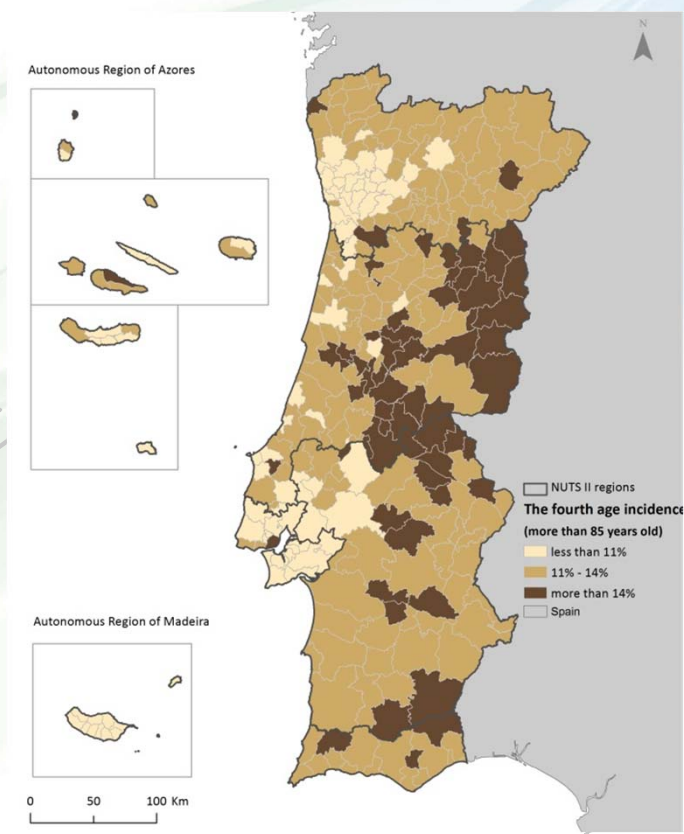 N
Autonomous Region of Azores
NUTS II regions
The fourth age incidence
(more than 85 years old)
less than 11%
11% - 14%
more than 14%
Spain
Autonomous Region of Madeira
0 50 100 Km